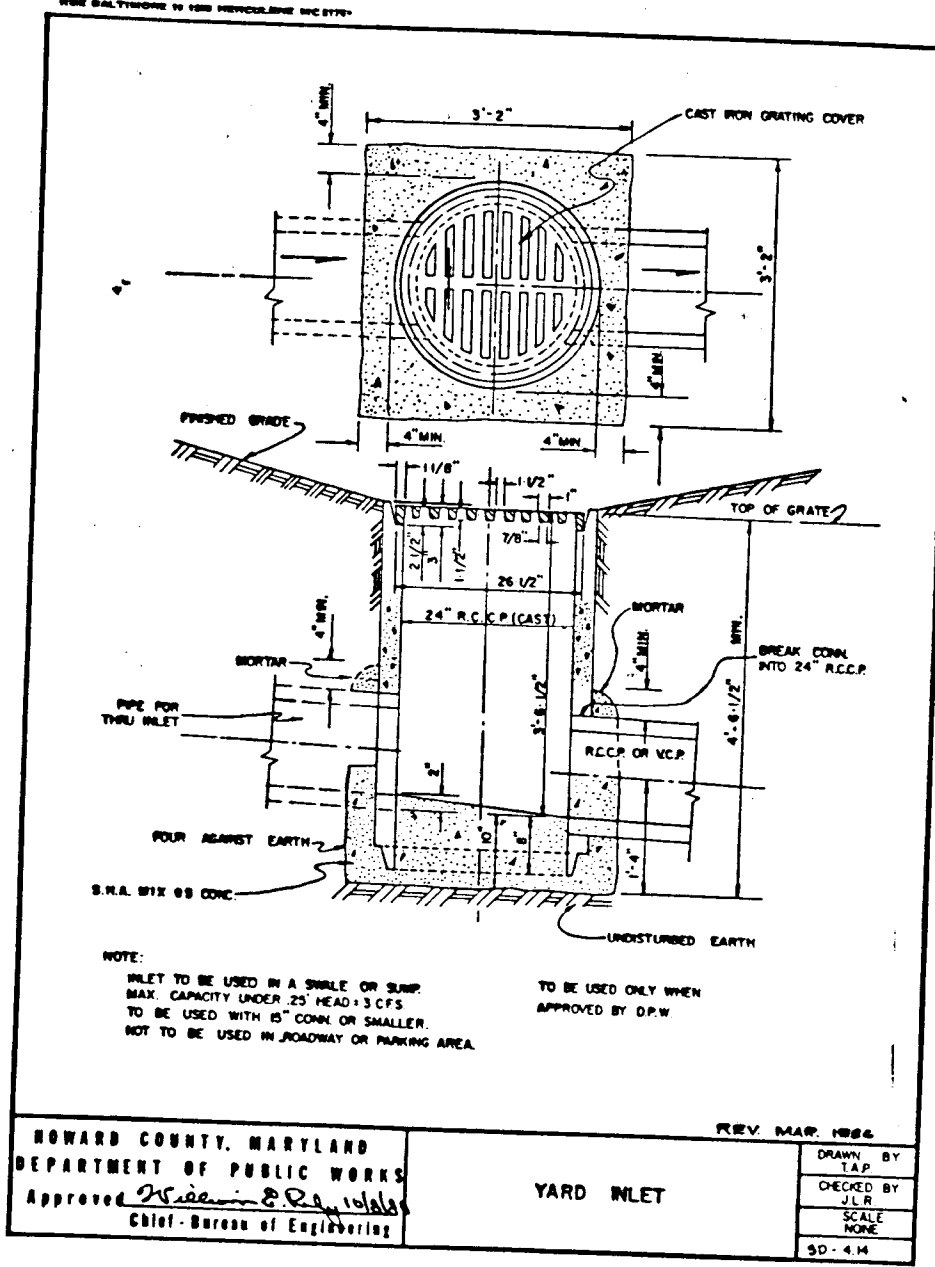 4" MIN.
3'-2"
CAST IRON GRATING COVER
3'-2"
4" MIN.
FINISHED GRADE
4" MIN.
4" MIN.
1 1/8"
1 1/2"
1"
TOP OF GRATE
7/8"
2 1/2"
3
1 1/2"
26 1/2"
24" R.C.C.P. (CAST)
MORTAR
4" MIN.
4" MIN.
MIN.
MORTAR
BREAK CONN.
INTO 24" R.C.C.P.
PIPE FOR
THRU INLET
3'-6 1/2"
4'-6 1/2"
R.C.C.P. OR V.C.P.
2"
10"
8"
1'-4"
POUR AGAINST EARTH
S.H.A. MIX CONC.
UNDISTURBED EARTH
NOTE:
INLET TO BE USED IN A SWALE OR SUMP.
MAX. CAPACITY UNDER .25' HEAD = 3 CFS
TO BE USED WITH 15" CONN. OR SMALLER.
NOT TO BE USED IN ROADWAY OR PARKING AREA.
TO BE USED ONLY WHEN
APPROVED BY D.P.W.
REV. MAR.
HOWARD COUNTY, MARYLAND
DEPARTMENT OF PUBLIC WORKS
Approved William E.
Chief - Bureau of Engineering
YARD INLET
DRAWN BY
T.A.P.
CHECKED BY
J.L.R.
SCALE
NONE
SD - 4.14